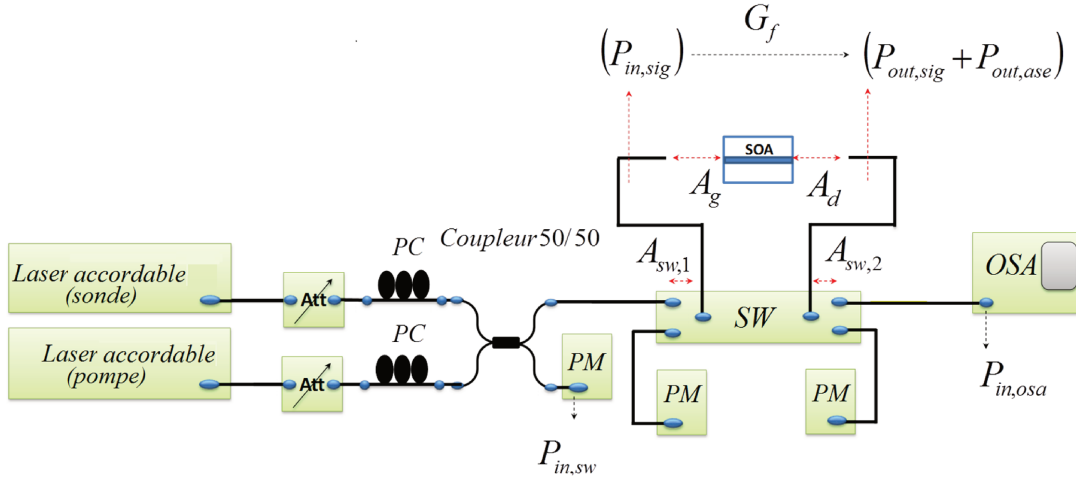 G_f
(P_in,sig)
(P_out,sig + P_out,ase)
SOA
A_g
A_d
Coupleur 50/50
PC
A_sw,1
A_sw,2
Laser accordable
(sonde)
Att
OSA
SW
PC
Laser accordable
(pompe)
Att
PM
PM
PM
P_in,osa
P_in,sw